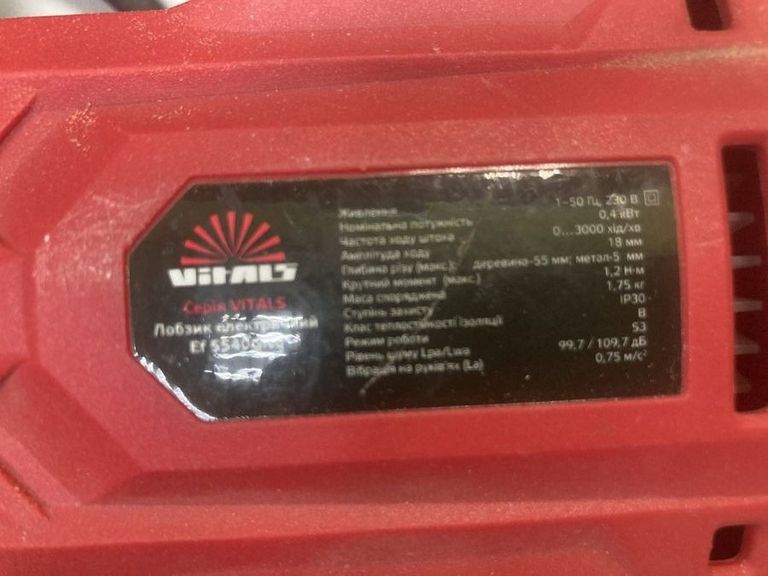 VITALS
Серія VITALS
Лобзик електричний
Живлення 1~50 Гц, 230 В
Номінальна потужність 0,4 кВт
Частота ходу штока 0...3000 хід/хв
Амплітуда ходу 18 мм
Глибина різу (макс.) деревина-55 мм; метал-5 мм
Крутний момент (макс.) 1,2 Н·м
Маса спорядження 1,75 кг
Ступінь захисту IP30
Клас теплостійкості ізоляції B
Режим роботи S3
Рівень шуму Lpa/Lwa 99,7 / 109,7 дБ
Вібрація на руків'ях (Lo) 0,75 м/с²